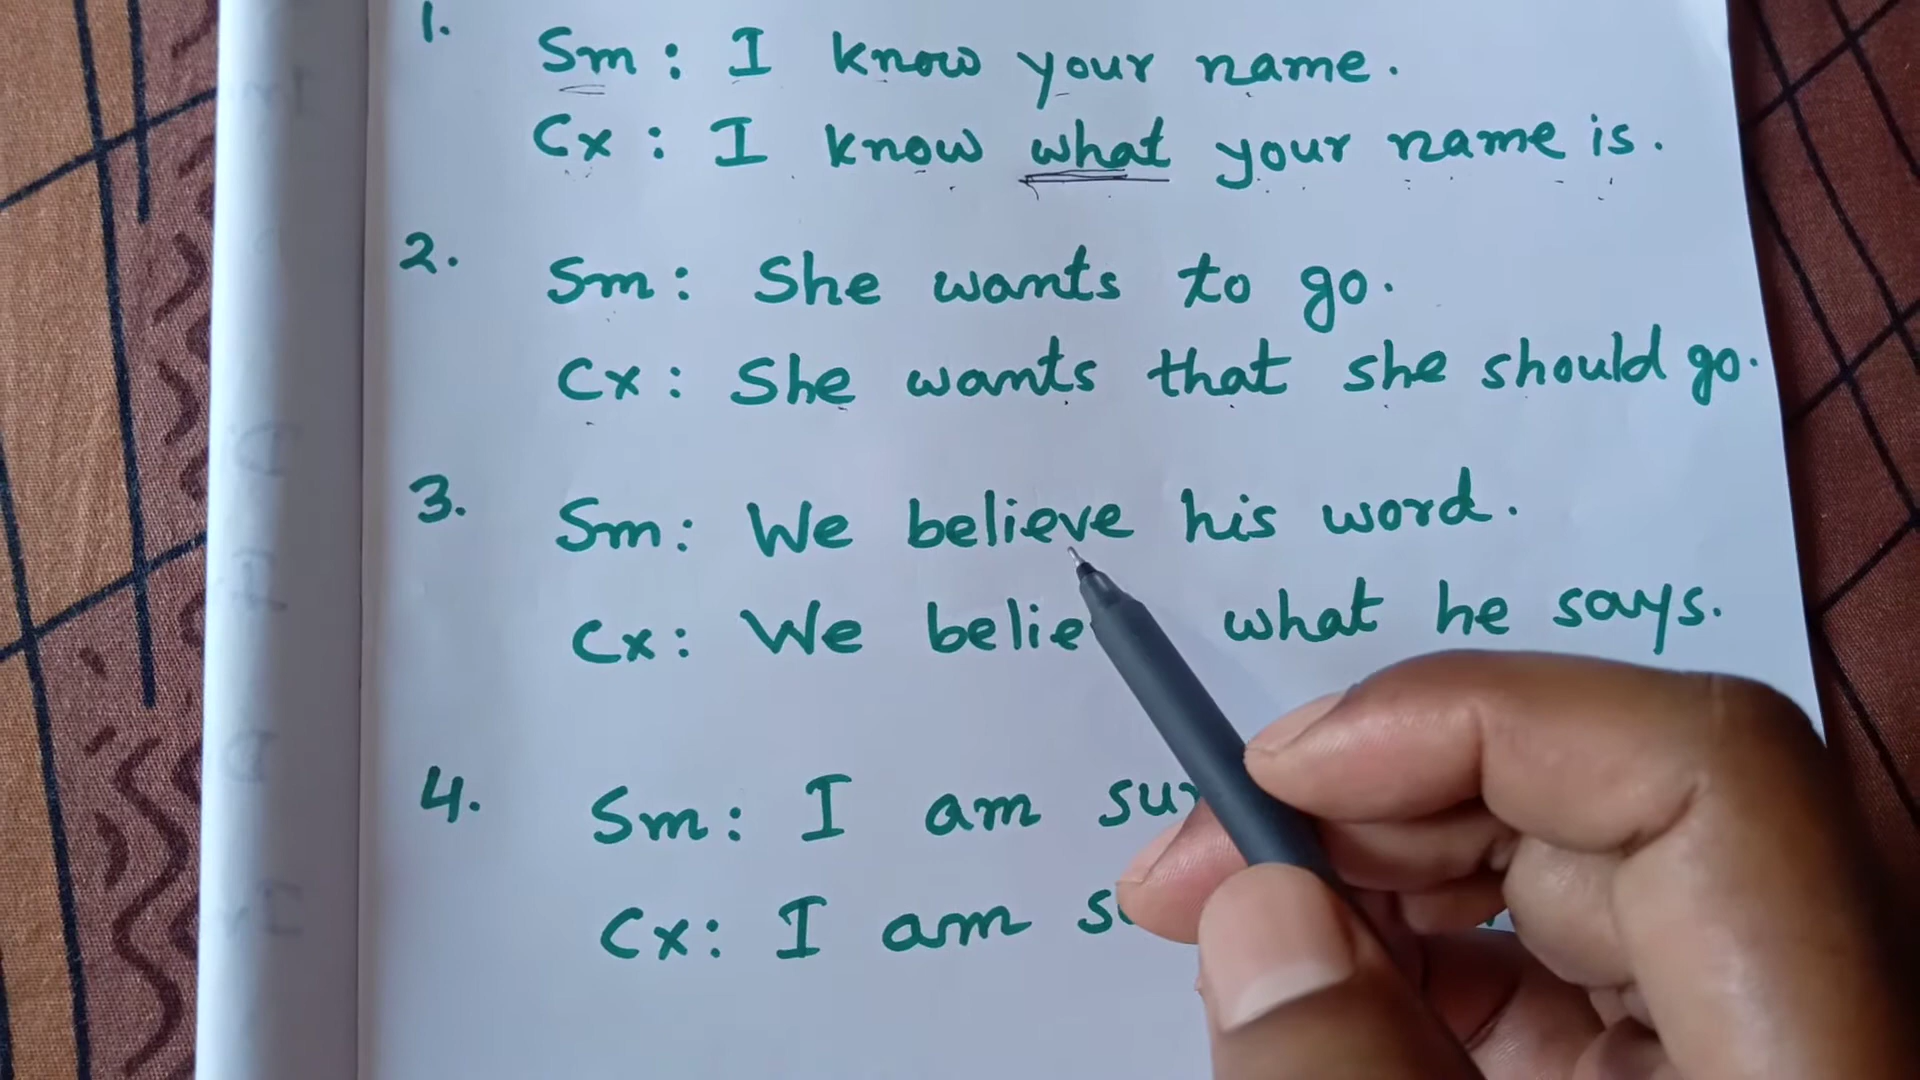 1.
Sm: I know your name.
Cx: I know what your name is.
2.
Sm: She wants to go.
Cx: She wants that she should go.
3.
Sm: We believe his word.
Cx: We what he says.
4.
Sm: I am
Cx: I am